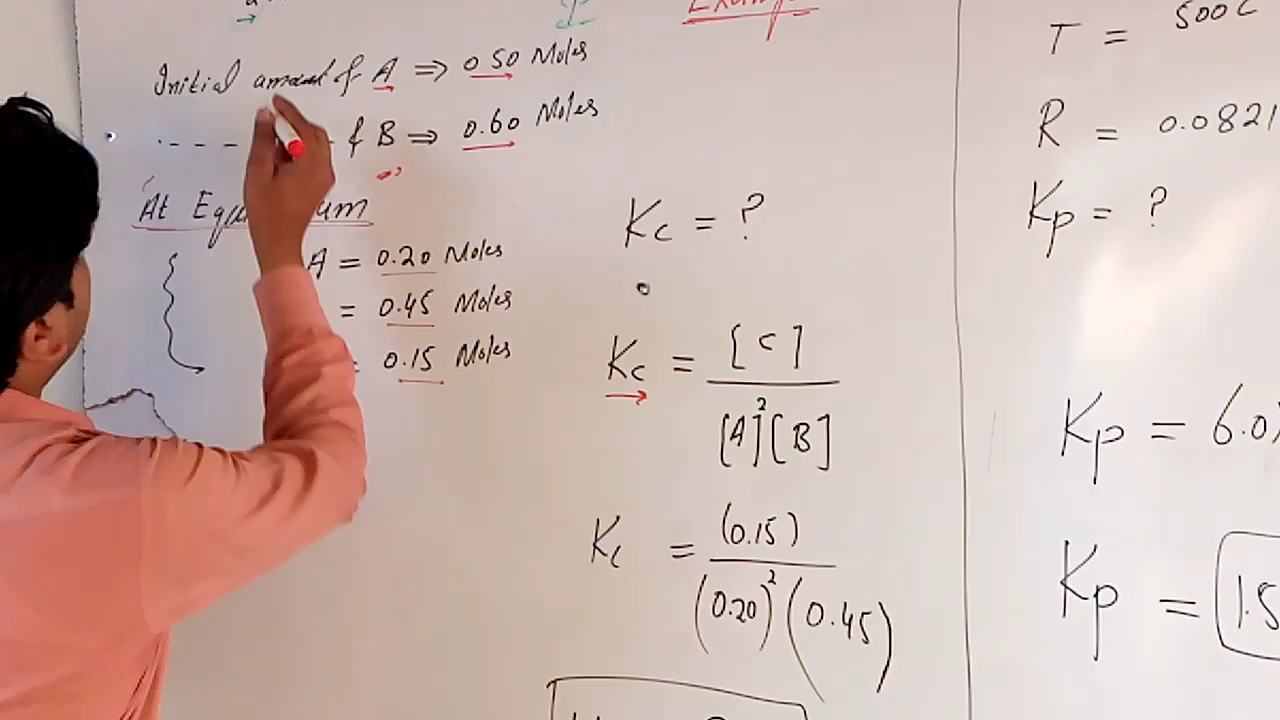 Initial amount of A ⇒ 0.50 Moles
---- of B ⇒ 0.60 Moles
At
A = 0.20 Moles
= 0.45 Moles
= 0.15 Moles
Kc = ?
Kc = [C] / [A]²[B]
Kc = (0.15) / (0.20)² (0.45)
T = 500C
R = 0.0821
Kp = ?
Kp = 6.0
Kp = 1.5